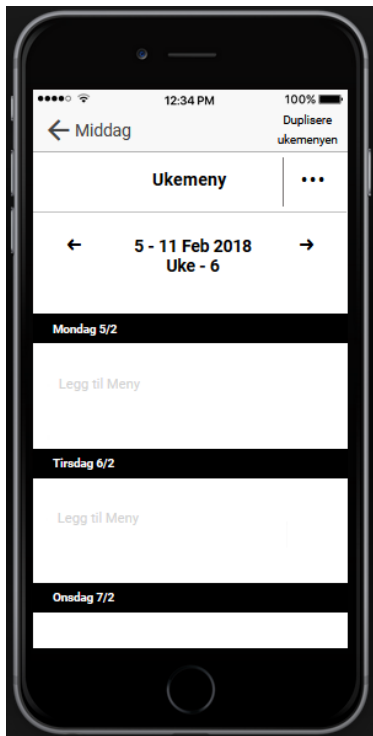 12:34 PM
100%
← Middag
Duplisere
ukemenyen
Ukemeny
...
← 5 - 11 Feb 2018 →
Uke - 6
Mondag 5/2
Legg til Meny
Tirsdag 6/2
Legg til Meny
Onsdag 7/2